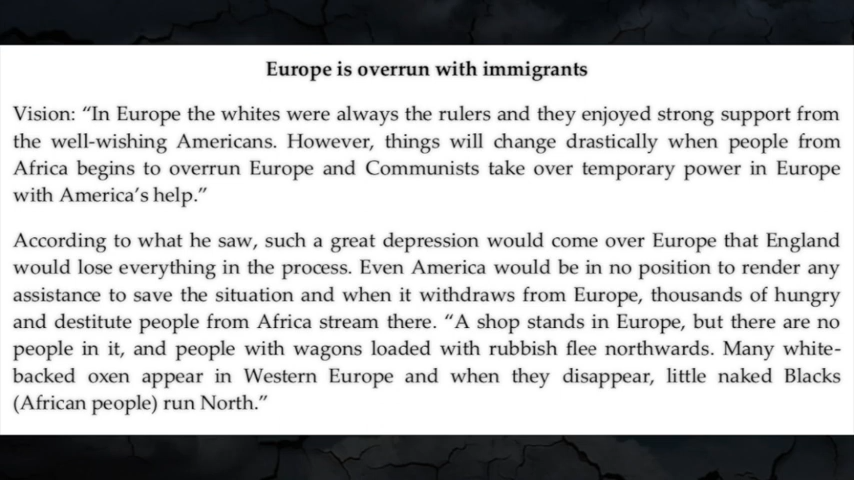 Europe is overrun with immigrants
Vision: “In Europe the whites were always the rulers and they enjoyed strong support from
the well-wishing Americans. However, things will change drastically when people from
Africa begins to overrun Europe and Communists take over temporary power in Europe
with America’s help.”
According to what he saw, such a great depression would come over Europe that England
would lose everything in the process. Even America would be in no position to render any
assistance to save the situation and when it withdraws from Europe, thousands of hungry
and destitute people from Africa stream there. “A shop stands in Europe, but there are no
people in it, and people with wagons loaded with rubbish flee northwards. Many white-
backed oxen appear in Western Europe and when they disappear, little naked Blacks
(African people) run North.”